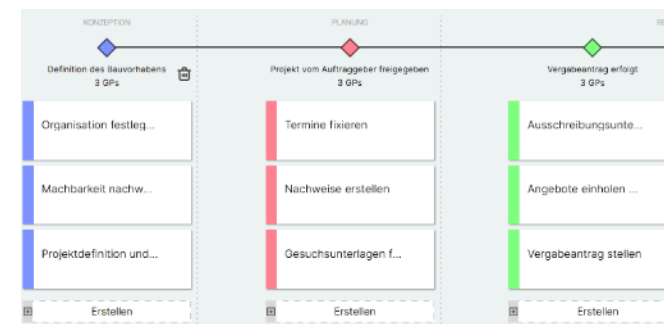 KONZEPTION
PLANUNG
RE
Definition des Bauvorhabens
3 GPs
Projekt vom Auftraggeber freigegeben
3 GPs
Vergabeantrag erfolgt
3 GPs
Organisation festleg...
Termine fixieren
Ausschreibungsunte...
Machbarkeit nachw...
Nachweise erstellen
Angebote einholen ...
Projektdefinition und...
Gesuchsunterlagen f...
Vergabeantrag stellen
Erstellen
Erstellen
Erstellen